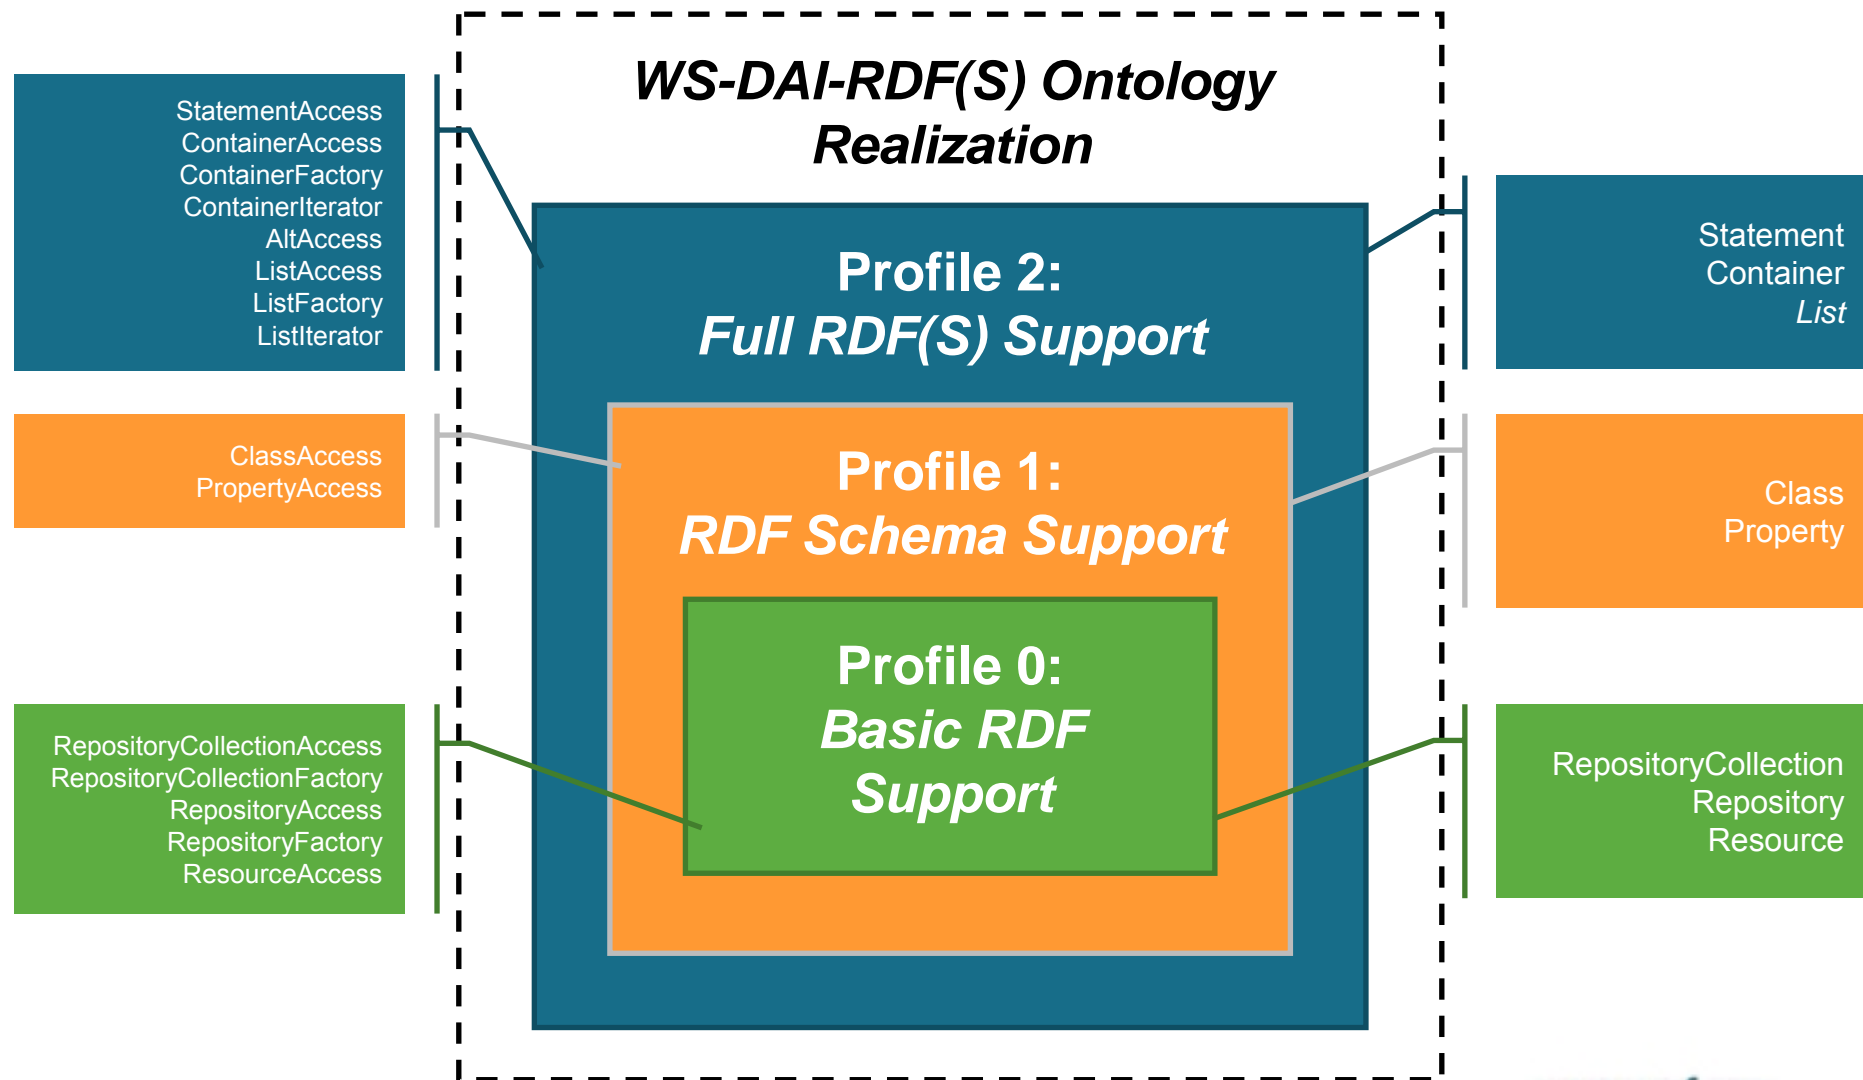 WS-DAI-RDF(S) Ontology
Realization
StatementAccess
ContainerAccess
ContainerFactory
ContainerIterator
AltAccess
ListAccess
ListFactory
ListIterator
Profile 2:
Full RDF(S) Support
Statement
Container
List
ClassAccess
PropertyAccess
Profile 1:
RDF Schema Support
Class
Property
RepositoryCollectionAccess
RepositoryCollectionFactory
RepositoryAccess
RepositoryFactory
ResourceAccess
Profile 0:
Basic RDF
Support
RepositoryCollection
Repository
Resource